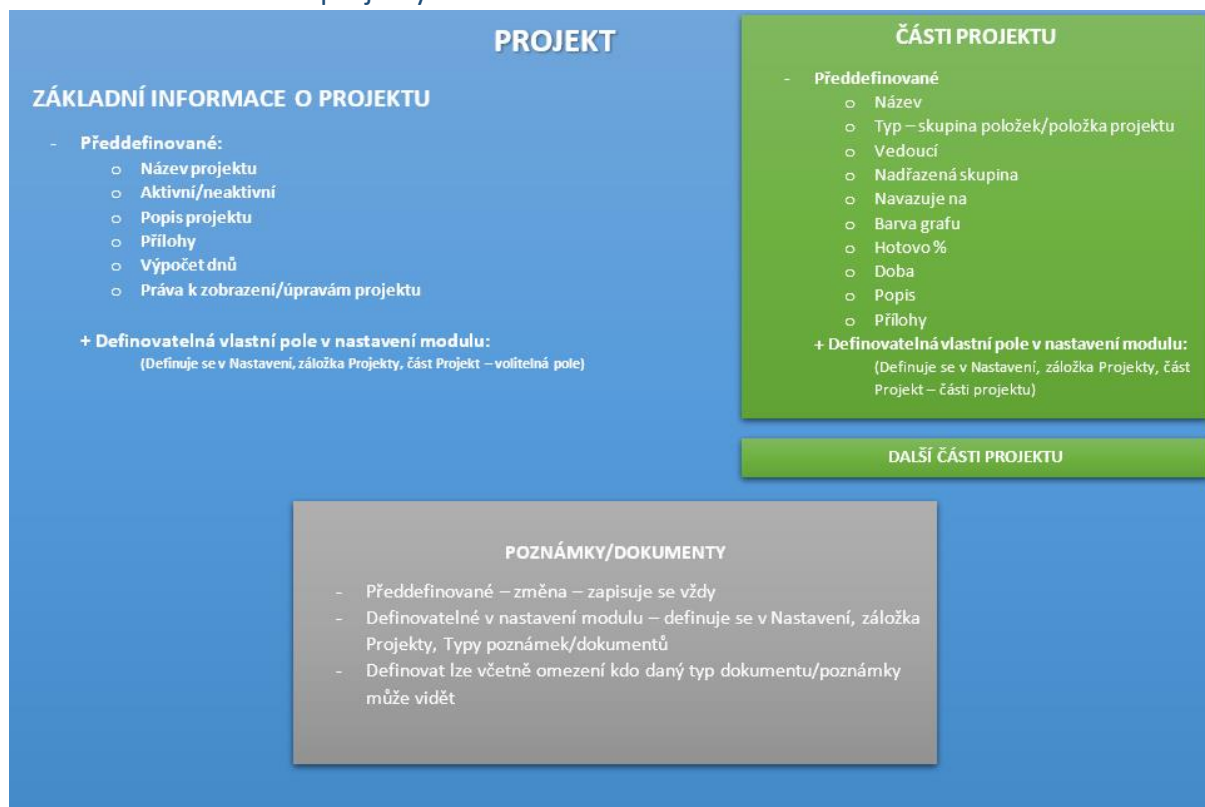 projekty
PROJEKT
ZÁKLADNÍ INFORMACE O PROJEKTU
- Předdefinované:
o Název projektu
o Aktivní/neaktivní
o Popis projektu
o Přílohy
o Výpočet dnů
o Práva k zobrazení/úpravám projektu
+ Definovatelná vlastní pole v nastavení modulu:
(Definuje se v Nastavení, záložka Projekty, část Projekt – volitelná pole)
ČÁSTI PROJEKTU
- Předdefinované
o Název
o Typ – skupina položek/položka projektu
o Vedoucí
o Nadřazená skupina
o Navazuje na
o Barva grafu
o Hotovo %
o Doba
o Popis
o Přílohy
+ Definovatelná vlastní pole v nastavení modulu:
(Definuje se v Nastavení, záložka Projekty, část
Projekt – části projektu)
DALŠÍ ČÁSTI PROJEKTU
POZNÁMKY/DOKUMENTY
- Předdefinované – změna – zapisuje se vždy
- Definovatelné v nastavení modulu – definuje se v Nastavení, záložka
Projekty, Typy poznámek/dokumentů
- Definovat lze včetně omezení kdo daný typ dokumentu/poznámky
může vidět